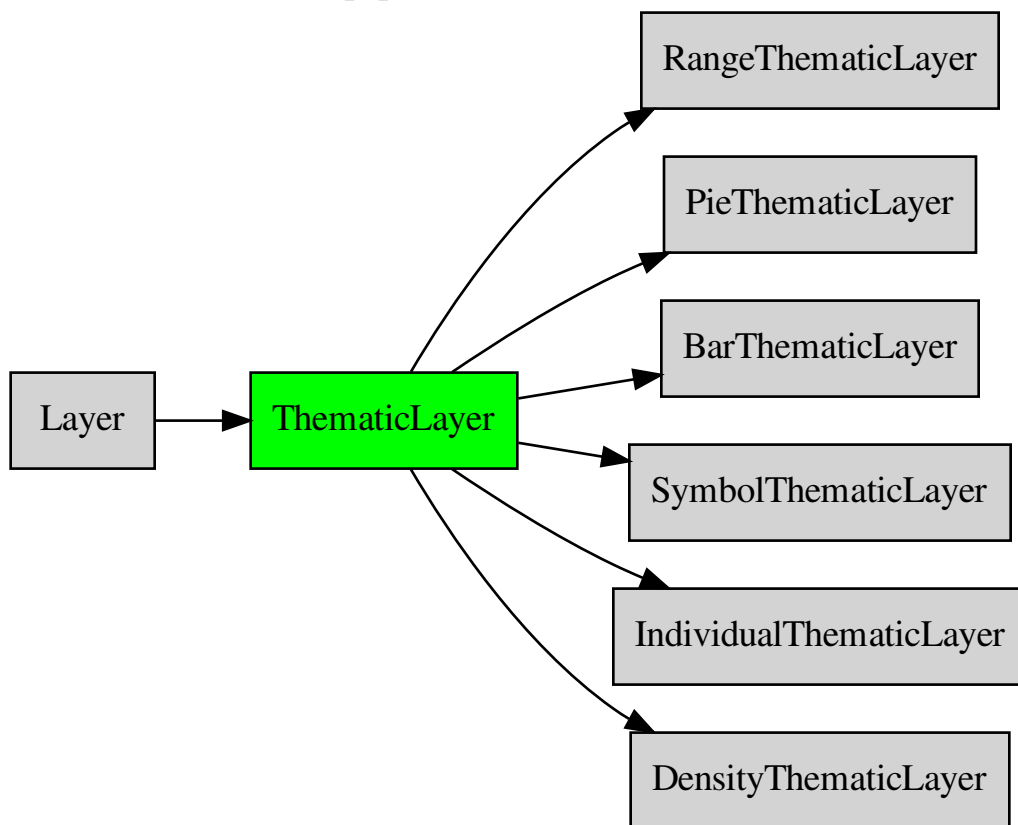 RangeThematicLayer
PieThematicLayer
BarThematicLayer
Layer
ThematicLayer
SymbolThematicLayer
IndividualThematicLayer
DensityThematicLayer